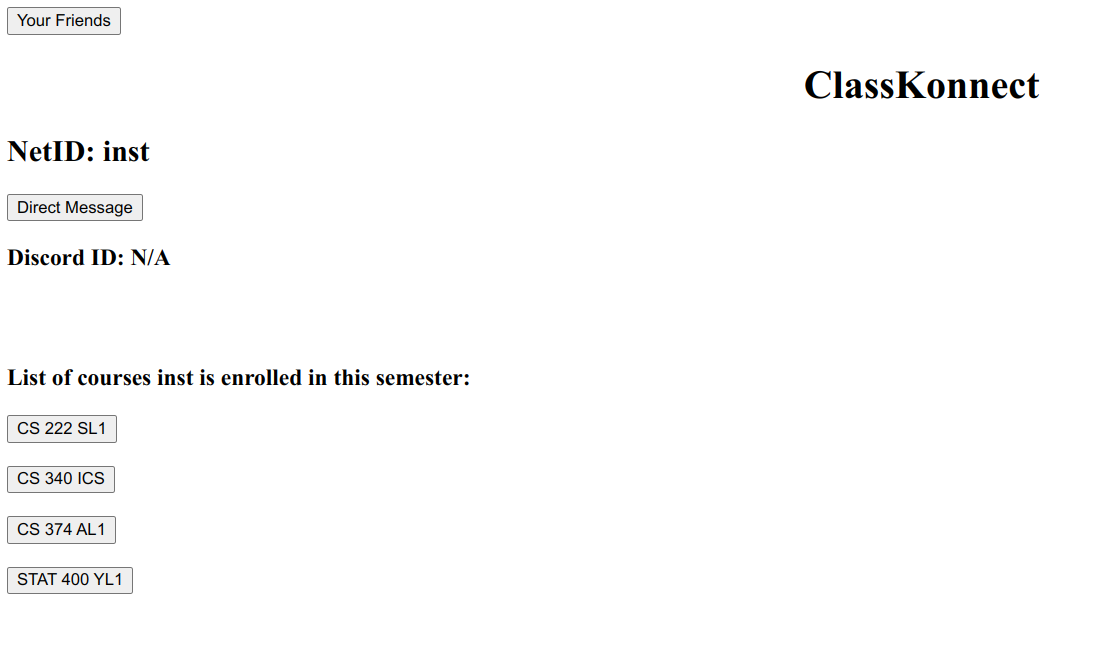 Your Friends
ClassKonnect
NetID: inst
Direct Message
Discord ID: N/A
List of courses inst is enrolled in this semester:
CS 222 SL1
CS 340 ICS
CS 374 AL1
STAT 400 YL1